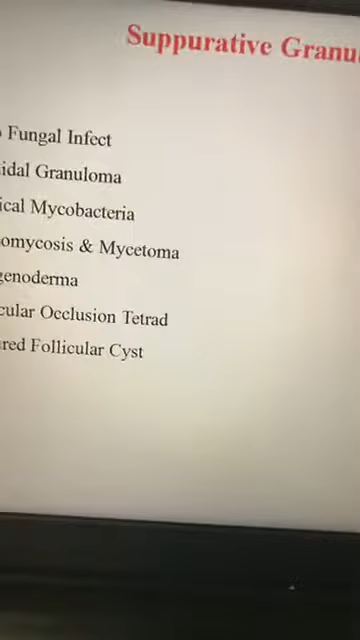 Suppurative Granu
Fungal Infect
idal Granuloma
ical Mycobacteria
omycosis & Mycetoma
genoderma
cular Occlusion Tetrad
red Follicular Cyst